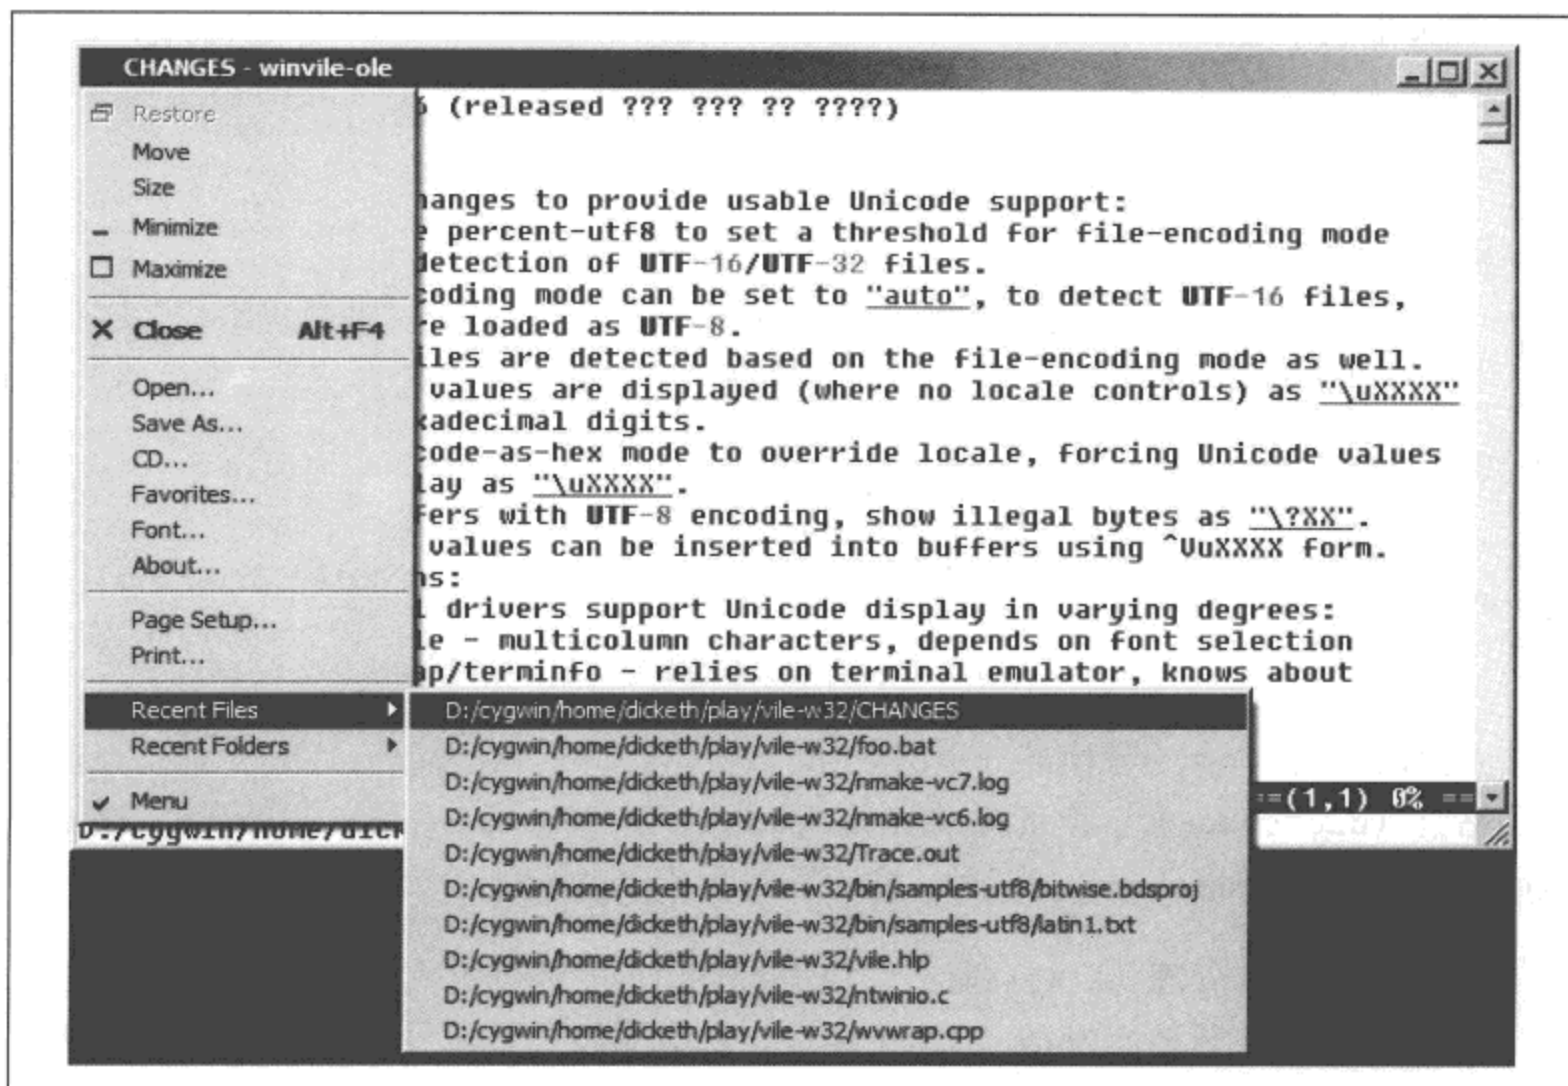 CHANGES - winvile-ole
Restore
Move
Size
Minimize
Maximize
Close Alt+F4
Open...
Save As...
CD...
Favorites...
Font...
About...
Page Setup...
Print...
Recent Files
Recent Folders
Menu
(released ??? ??? ?? ????)
anges to provide usable Unicode support:
percent-utf8 to set a threshold for file-encoding mode
detection of UTF-16/UTF-32 files.
coding mode can be set to "auto", to detect UTF-16 files,
re loaded as UTF-8.
iles are detected based on the file-encoding mode as well.
values are displayed (where no locale controls) as "\uXXXX"
xadecimal digits.
code-as-hex mode to override locale, forcing Unicode values
lay as "\uXXXX".
fers with UTF-8 encoding, show illegal bytes as "\?XX".
values can be inserted into buffers using ^VuXXXX form.
ns:
l drivers support Unicode display in varying degrees:
le - multicolumn characters, depends on font selection
ap/terminfo - relies on terminal emulator, knows about
D:/cygwin/home/dicketh/play/vile-w32/CHANGES
D:/cygwin/home/dicketh/play/vile-w32/foo.bat
D:/cygwin/home/dicketh/play/vile-w32/nmake-vc7.log
D:/cygwin/home/dicketh/play/vile-w32/nmake-vc6.log
D:/cygwin/home/dicketh/play/vile-w32/Trace.out
D:/cygwin/home/dicketh/play/vile-w32/bin/samples-utf8/bitwise.bdsproj
D:/cygwin/home/dicketh/play/vile-w32/bin/samples-utf8/latin1.txt
D:/cygwin/home/dicketh/play/vile-w32/vile.hlp
D:/cygwin/home/dicketh/play/vile-w32/ntwinio.c
D:/cygwin/home/dicketh/play/vile-w32/wvwrap.cpp
==(1,1) 0% ==
D:/cygwin/home/dick